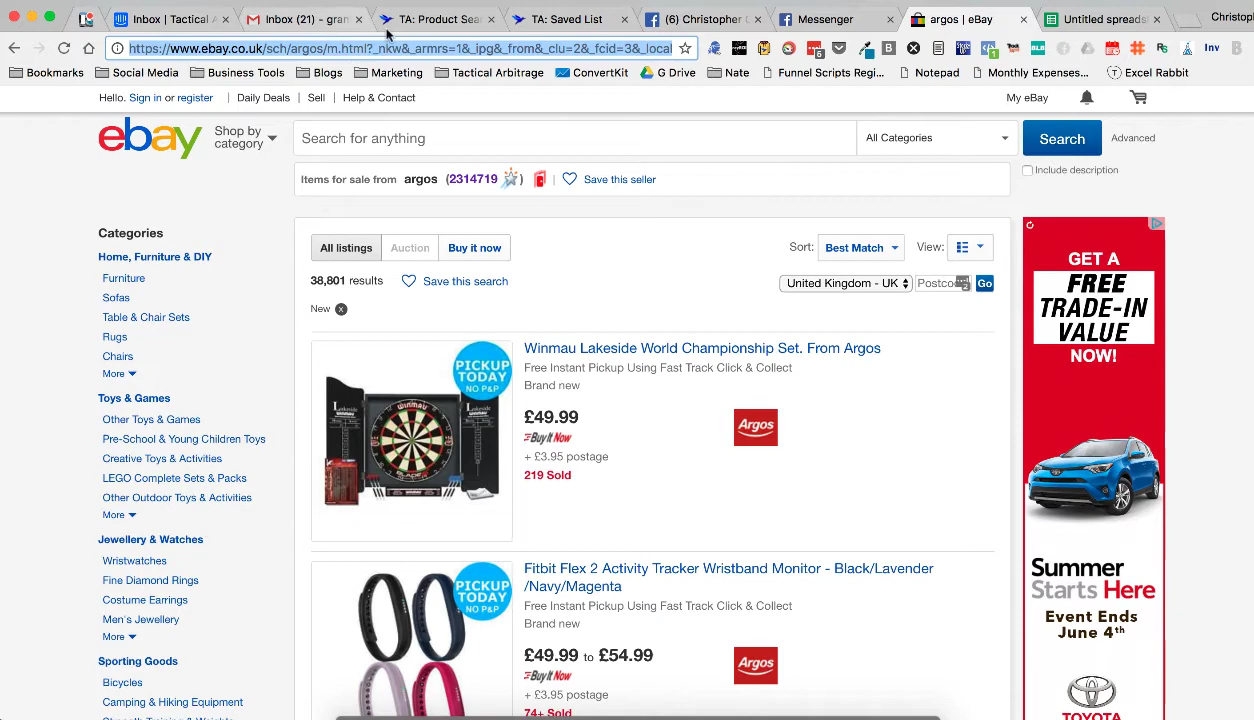 Inbox | Tactical A
Inbox (21) - gram
TA: Product Sear
TA: Saved List
(6) Christopher G
Messenger
argos | eBay
Untitled spreads
Christop
https://www.ebay.co.uk/sch/argos/m.html?_nkw&_armrs=1&_ipg&_from&_clu=2&_fcid=3&_local
Inv
Bookmarks
Social Media
Business Tools
Blogs
Marketing
Tactical Arbitrage
ConvertKit
G Drive
Nate
Funnel Scripts Regi...
Notepad
Monthly Expenses...
Excel Rabbit
Hello. Sign in or register
Daily Deals
Sell
Help & Contact
My eBay
ebay
Shop by
category
Search for anything
All Categories
Search
Advanced
Include description
Items for sale from argos (2314719 )
Save this seller
Categories
Home, Furniture & DIY
Furniture
Sofas
Table & Chair Sets
Rugs
Chairs
More
Toys & Games
Other Toys & Games
Pre-School & Young Children Toys
Creative Toys & Activities
LEGO Complete Sets & Packs
Other Outdoor Toys & Activities
More
Jewellery & Watches
Wristwatches
Fine Diamond Rings
Costume Earrings
Men's Jewellery
More
Sporting Goods
Bicycles
Camping & Hiking Equipment
All listings
Auction
Buy it now
Sort: Best Match
View:
38,801 results
Save this search
United Kingdom - UK
Postco
Go
New
PICKUP
TODAY
NO P&P
Winmau Lakeside World Championship Set. From Argos
Free Instant Pickup Using Fast Track Click & Collect
Brand new
£49.99
Buy It Now
+ £3.95 postage
219 Sold
Argos
PICKUP
TODAY
NO P&P
Fitbit Flex 2 Activity Tracker Wristband Monitor - Black/Lavender
/Navy/Magenta
Free Instant Pickup Using Fast Track Click & Collect
Brand new
£49.99 to £54.99
Buy It Now
+ £3.95 postage
74+ Sold
Argos
GET A
FREE
TRADE-IN
VALUE
NOW!
Summer
Starts Here
Event Ends
June 4th
TOYOTA